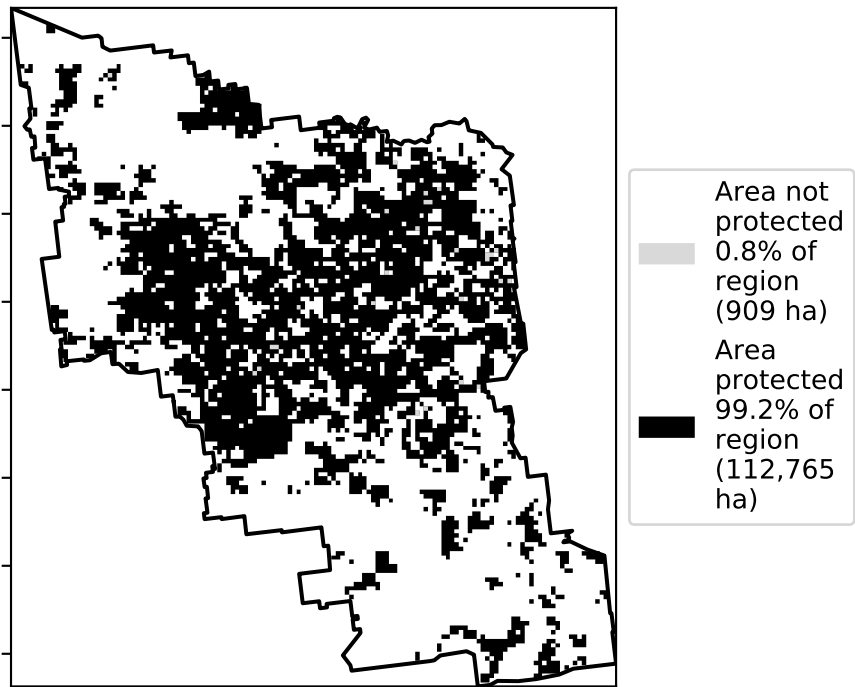 Area not
protected
0.8% of
region
(909 ha)
Area
protected
99.2% of
region
(112,765
ha)